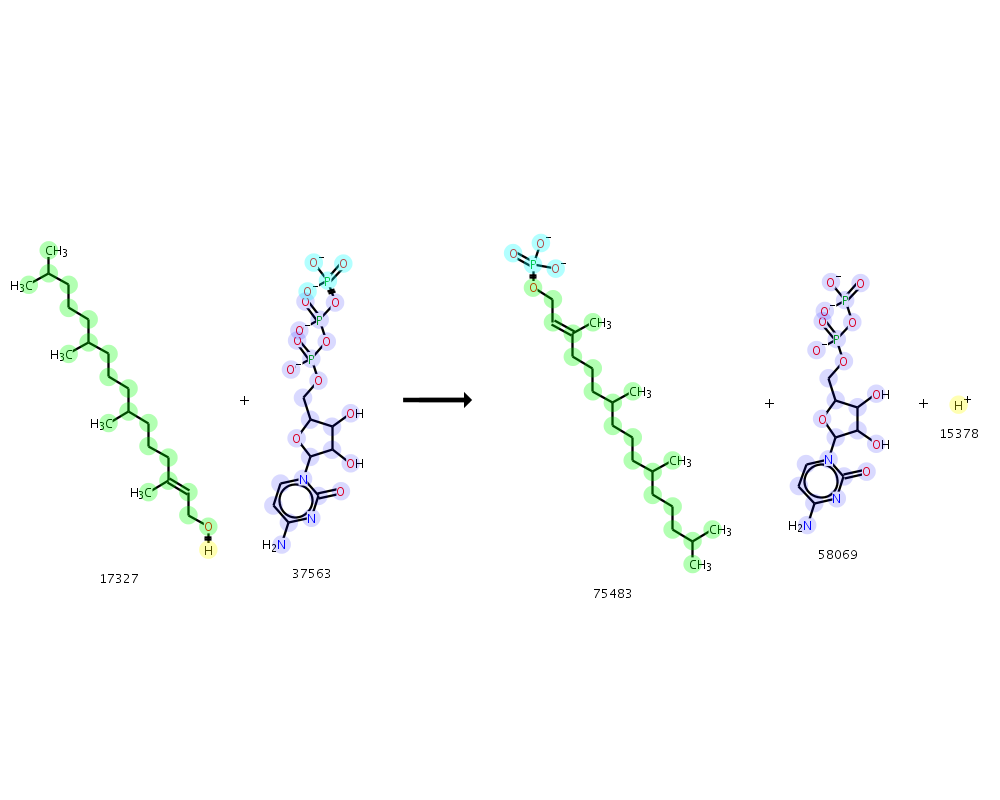 CH₃
H₃C
H₃C
H₃C
H₃C
O
H
17327
+
O⁻ O
P
O⁻ O
O
P
O⁻
O O
P
O⁻
O
OH
O
OH
N
O
N
H₂N
37563
O⁻
O P O⁻
O
CH₃
CH₃
CH₃
CH₃
CH₃
75483
+
O⁻ O
P
O⁻
O O
P
O⁻
O
OH
O
OH
N
O
N
H₂N
58069
+
H⁺
15378